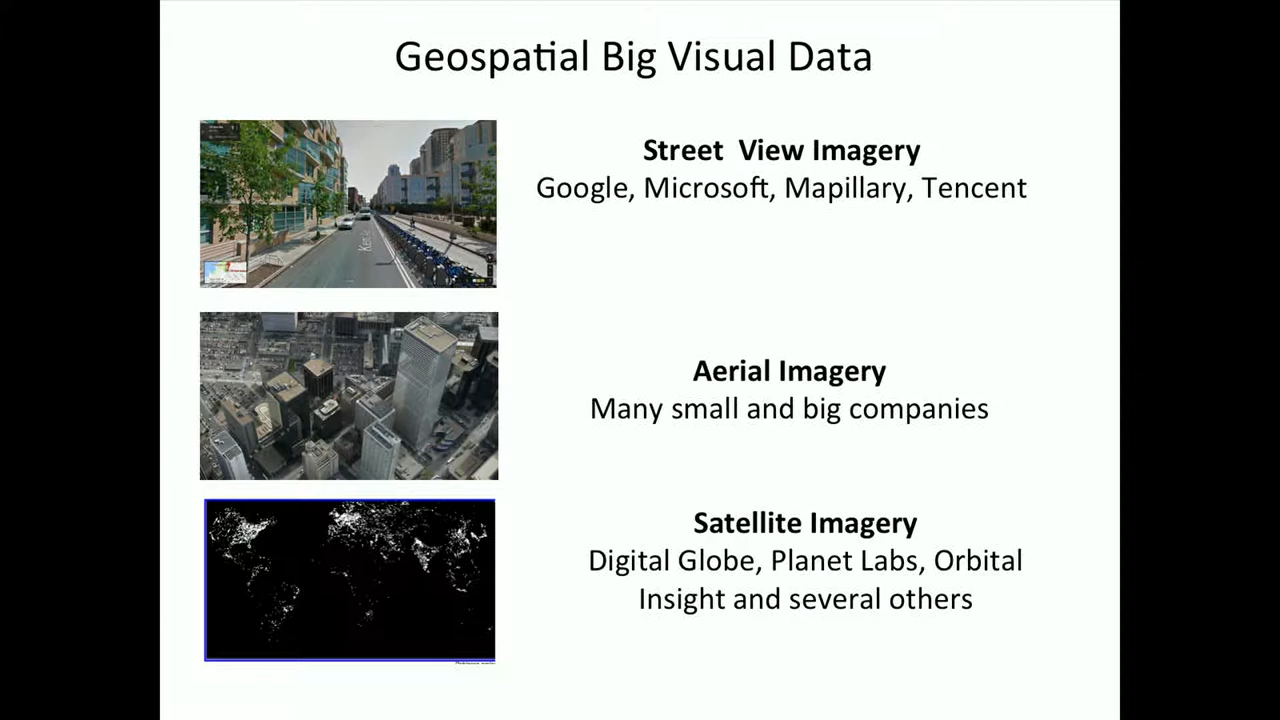 Geospatial Big Visual Data
Street View Imagery
Google, Microsoft, Mapillary, Tencent
Aerial Imagery
Many small and big companies
Satellite Imagery
Digital Globe, Planet Labs, Orbital
Insight and several others